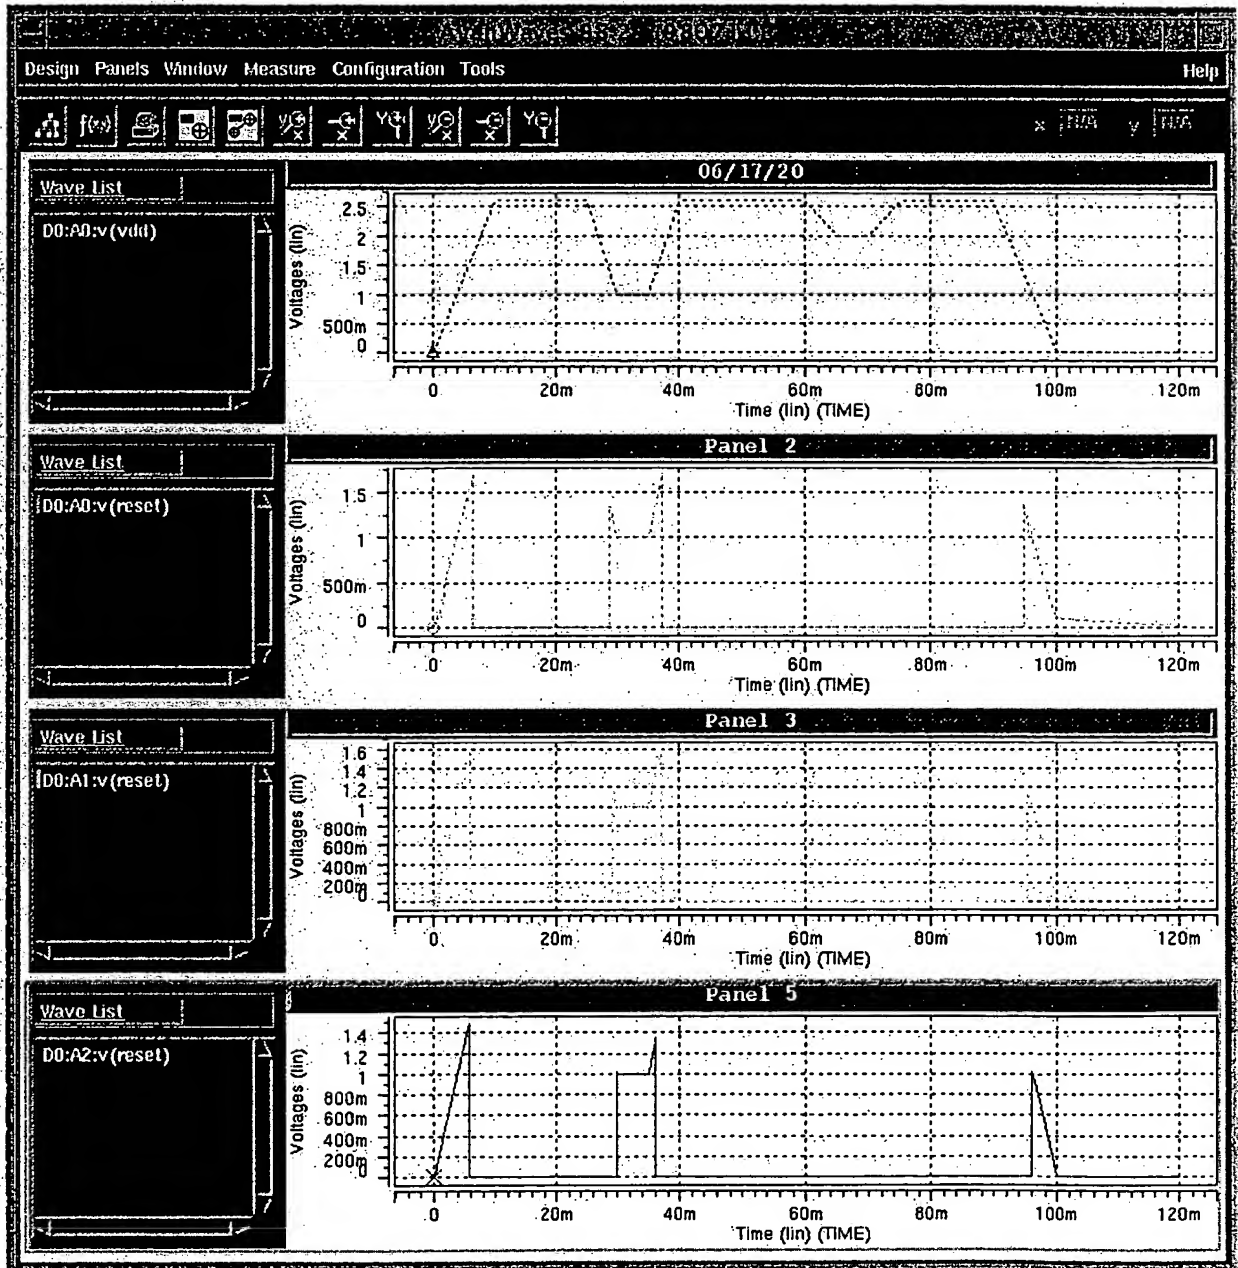 Design Panels Window Measure Configuration Tools Help
f(x) x N/A y N/A
06/17/20
Wave List
D0:A0:v(vdd)
Voltages (lin)
2.5
2
1.5
1
500m
0
0 20m 40m 60m 80m 100m 120m
Time (lin) (TIME)
Panel 2
Wave List
D0:A0:v(reset)
Voltages (lin)
1.5
1
500m
0
0 20m 40m 60m 80m 100m 120m
Time (lin) (TIME)
Panel 3
Wave List
D0:A1:v(reset)
Voltages (lin)
1.6
1.4
1.2
1
800m
600m
400m
200m
0
0 20m 40m 60m 80m 100m 120m
Time (lin) (TIME)
Panel 5
Wave List
D0:A2:v(reset)
Voltages (lin)
1.4
1.2
1
800m
600m
400m
200m
0
0 20m 40m 60m 80m 100m 120m
Time (lin) (TIME)